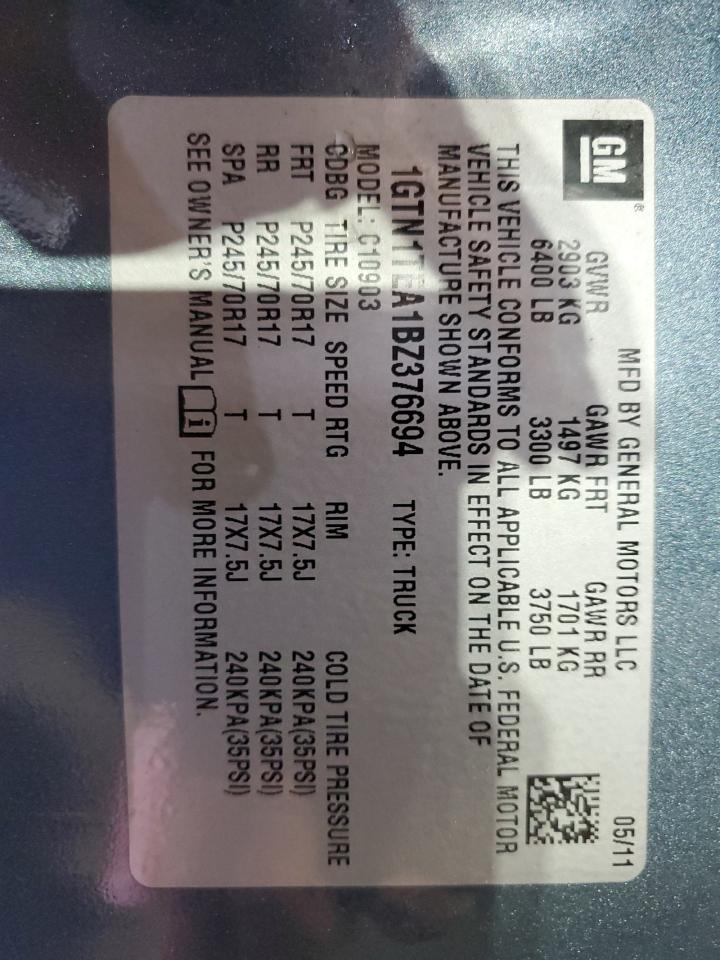 MFD BY GENERAL MOTORS LLC 05/11
GM ®
GVWR GAWR FRT GAWR RR
2903 KG 1497 KG 1701 KG
6400 LB 3300 LB 3750 LB
THIS VEHICLE CONFORMS TO ALL APPLICABLE U.S. FEDERAL MOTOR
VEHICLE SAFETY STANDARDS IN EFFECT ON THE DATE OF
MANUFACTURE SHOWN ABOVE.
1GTN1TEA1BZ376694 TYPE: TRUCK
MODEL: C10903
CDBG TIRE SIZE SPEED RTG RIM COLD TIRE PRESSURE
FRT P245/70R17 T 17X7.5J 240KPA(35PSI)
RR P245/70R17 T 17X7.5J 240KPA(35PSI)
SPA P245/70R17 T 17X7.5J 240KPA(35PSI)
SEE OWNER'S MANUAL i FOR MORE INFORMATION.